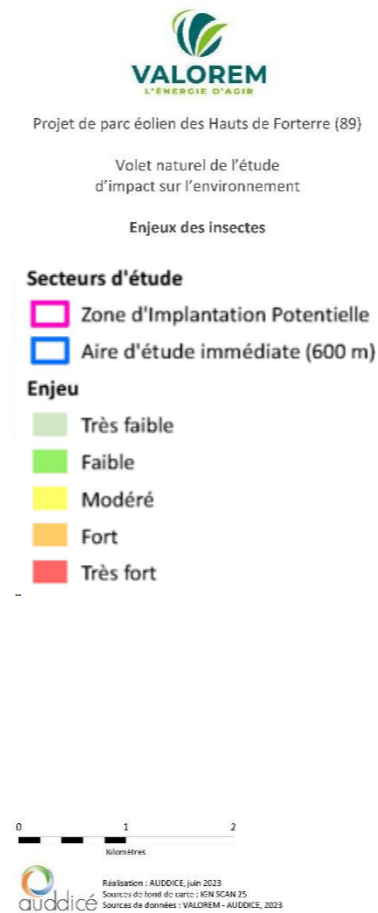 VALOREM
L'ÉNERGIE D'AGIR
Projet de parc éolien des Hauts de Forterre (89)
Volet naturel de l'étude
d'impact sur l'environnement
Enjeux des insectes
Secteurs d'étude
Zone d'Implantation Potentielle
Aire d'étude immédiate (600 m)
Enjeu
Très faible
Faible
Modéré
Fort
Très fort
0 1 2
Kilomètres
auddicé
Réalisation : AUDDICE, juin 2023
Sources de fond de carte : IGN SCAN 25
Sources de données : VALOREM - AUDDICE, 2023